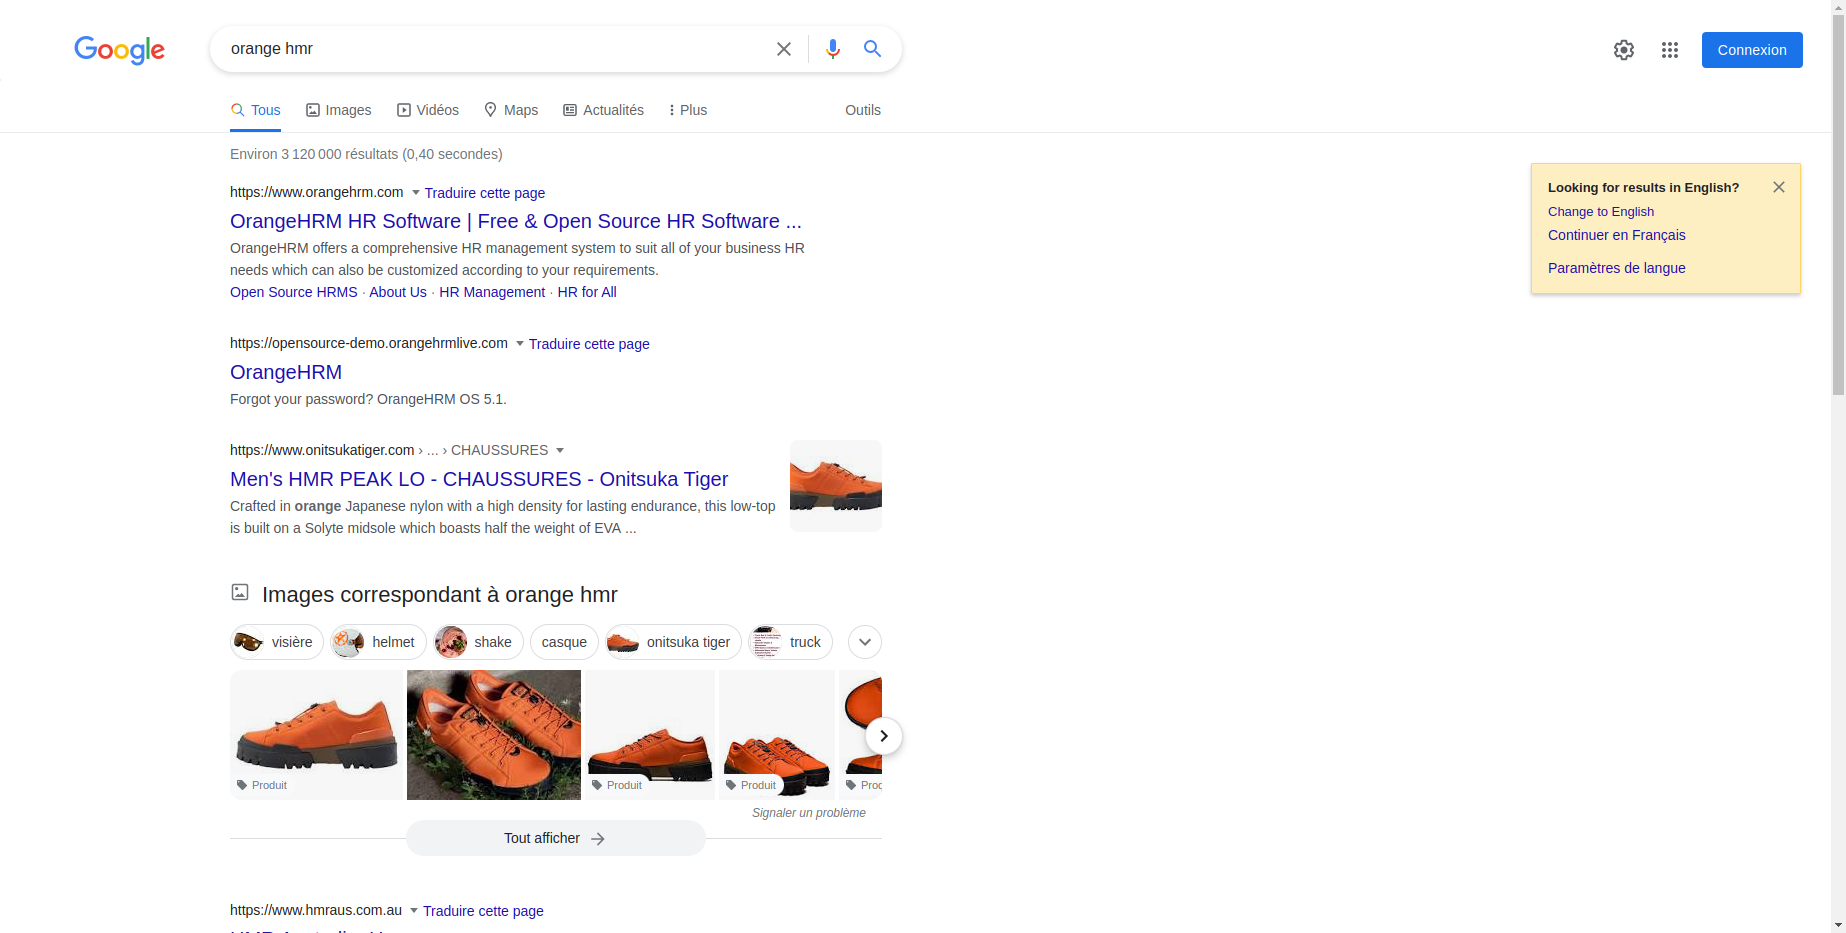 Google
orange hmr
Connexion
Tous
Images
Vidéos
Maps
Actualités
Plus
Outils
Environ 3 120 000 résultats (0,40 secondes)
https://www.orangehrm.com Traduire cette page
OrangeHRM HR Software | Free & Open Source HR Software ...
OrangeHRM offers a comprehensive HR management system to suit all of your business HR
needs which can also be customized according to your requirements.
Open Source HRMS · About Us · HR Management · HR for All
https://opensource-demo.orangehrmlive.com Traduire cette page
OrangeHRM
Forgot your password? OrangeHRM OS 5.1.
https://www.onitsukatiger.com › ... › CHAUSSURES
Men's HMR PEAK LO - CHAUSSURES - Onitsuka Tiger
Crafted in orange Japanese nylon with a high density for lasting endurance, this low-top
is built on a Solyte midsole which boasts half the weight of EVA ...
Images correspondant à orange hmr
visière
helmet
shake
casque
onitsuka tiger
truck
Produit
Produit
Produit
Signaler un problème
Tout afficher
https://www.hmraus.com.au Traduire cette page
Looking for results in English?
Change to English
Continuer en Français
Paramètres de langue